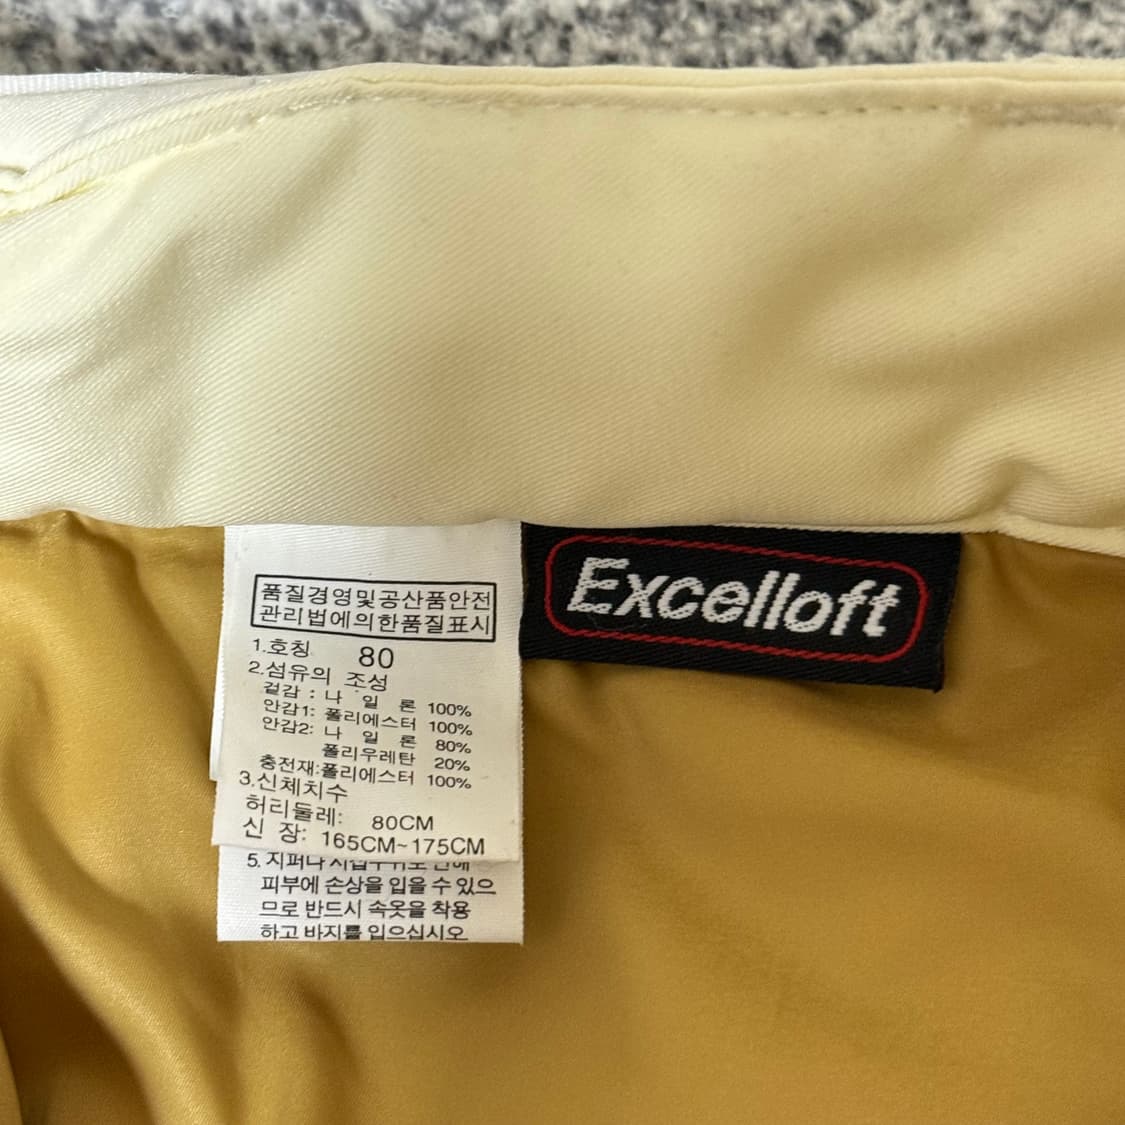 품질경영및공산품안전
관리법에의한품질표시
1.호칭 80
2.섬유의 조성
겉감 : 나 일 론 100%
안감1: 폴리에스터 100%
안감2: 나 일 론 80%
폴리우레탄 20%
충전재:폴리에스터 100%
3.신체치수
허리둘레: 80CM
신 장: 165CM~175CM
5. 지퍼나
피부에 손상을 입을 수 있으
므로 반드시 속옷을 착용
하고 바지를 입으십시오
Excelloft